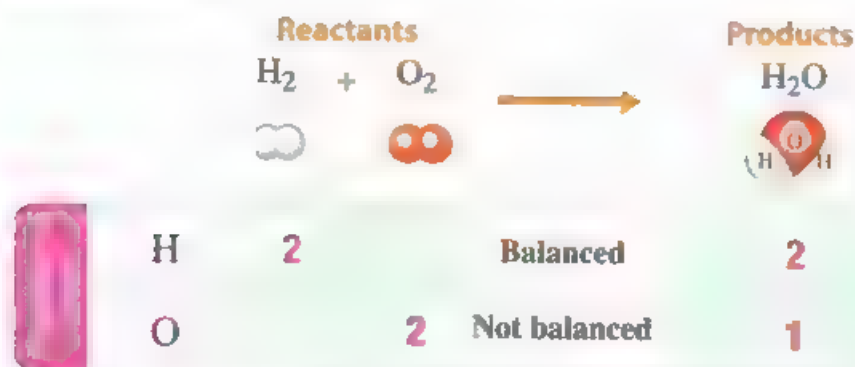 Reactants Products
H₂ + O₂ H₂O
O
H H
H 2 Balanced 2
O 2 Not balanced 1